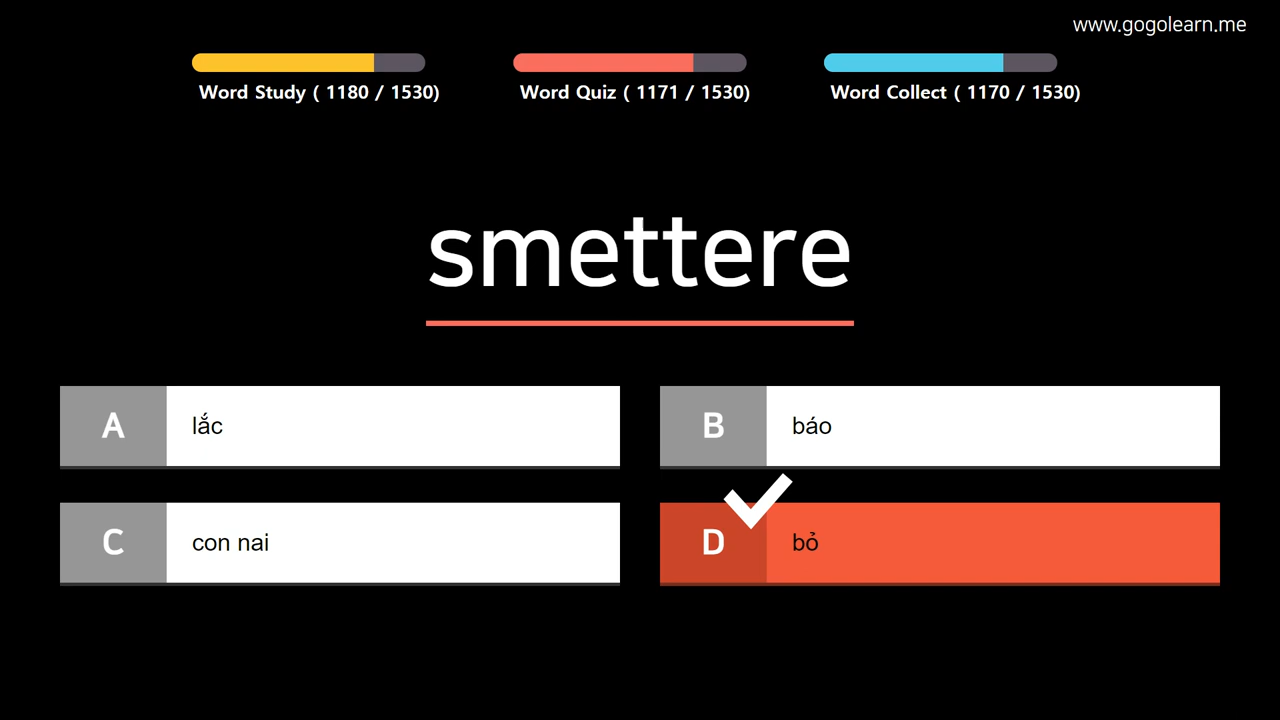 www.gogolearn.me
Word Study ( 1180 / 1530)
Word Quiz ( 1171 / 1530)
Word Collect ( 1170 / 1530)
smettere
A lắc
B báo
C con nai
D bỏ